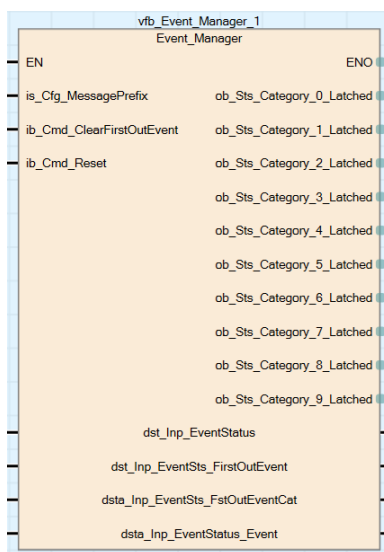 vfb_Event_Manager_1
Event_Manager
EN ENO
is_Cfg_MessagePrefix ob_Sts_Category_0_Latched
ib_Cmd_ClearFirstOutEvent ob_Sts_Category_1_Latched
ib_Cmd_Reset ob_Sts_Category_2_Latched
ob_Sts_Category_3_Latched
ob_Sts_Category_4_Latched
ob_Sts_Category_5_Latched
ob_Sts_Category_6_Latched
ob_Sts_Category_7_Latched
ob_Sts_Category_8_Latched
ob_Sts_Category_9_Latched
dst_Inp_EventStatus
dst_Inp_EventSts_FirstOutEvent
dsta_Inp_EventSts_FstOutEventCat
dsta_Inp_EventStatus_Event